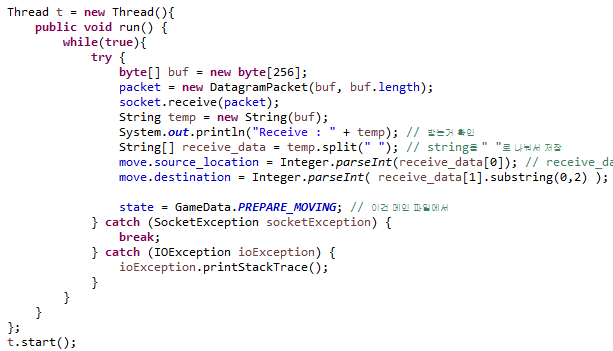 Thread t = new Thread(){
public void run() {
while(true){
try {
byte[] buf = new byte[256];
packet = new DatagramPacket(buf, buf.length);
socket.receive(packet);
String temp = new String(buf);
System.out.println("Receive : " + temp); // 받는거 확인
String[] receive_data = temp.split(" "); // string을 " "로 나눠서 저장
move.source_location = Integer.parseInt(receive_data[0]); // receive_da
move.destination = Integer.parseInt( receive_data[1].substring(0,2) );
state = GameData.PREPARE_MOVING; // 이건 메인 파일에서
} catch (SocketException socketException) {
break;
} catch (IOException ioException) {
ioException.printStackTrace();
}
}
}
};
t.start();